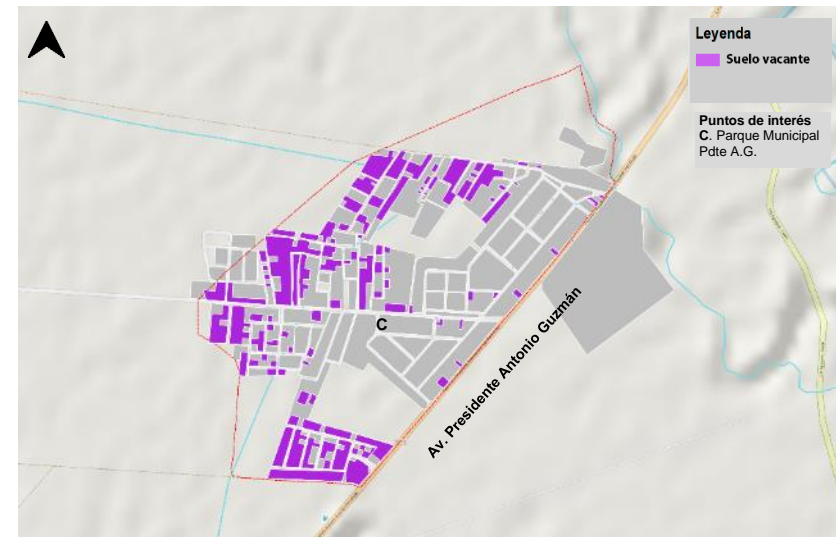 Leyenda
Suelo vacante
Puntos de interés
C. Parque Municipal
Pdte A.G.
C
Av. Presidente Antonio Guzmán